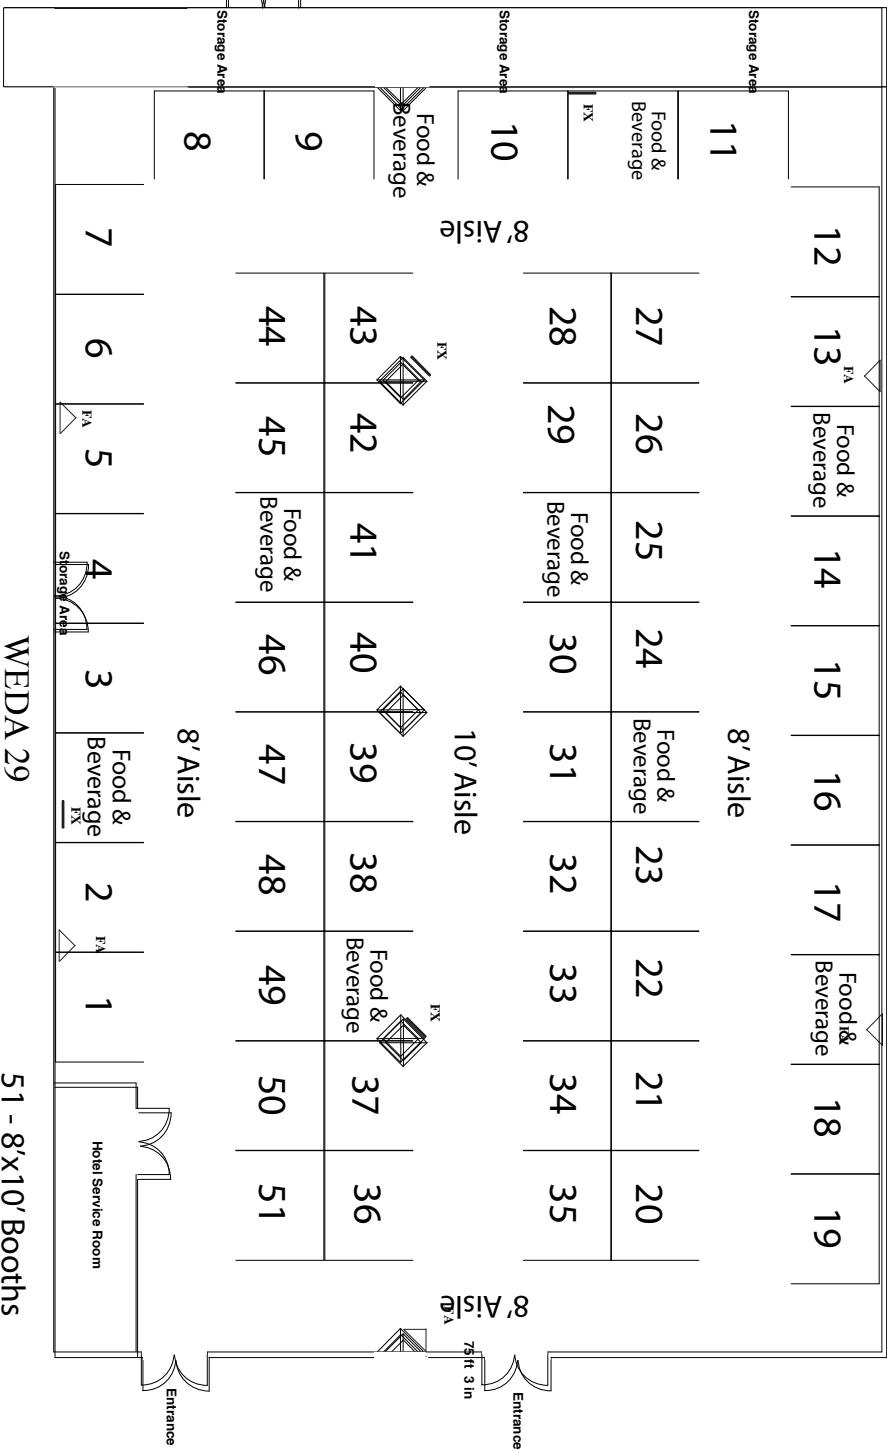 Storage Area
Storage Area
Storage Area
8
9
Food &
Beverage
10
FX
Food &
Beverage
11
8' Aisle
7
6
FA
5
4
Storage Area
3
Food &
Beverage
FX
2
FA
1
44
45
Food &
Beverage
46
47
48
49
50
51
43
FX
42
41
40
39
38
Food &
Beverage
FX
37
36
28
29
Food &
Beverage
30
31
32
33
34
35
27
26
25
24
Food &
Beverage
23
22
21
20
12
13
FA
Food &
Beverage
14
15
16
17
Food &
Beverage
18
19
8' Aisle
10' Aisle
8' Aisle
8' Aisle
75 ft 3 in
Hotel Service Room
Entrance
Entrance
WEDA 29
51 - 8'x10' Booths